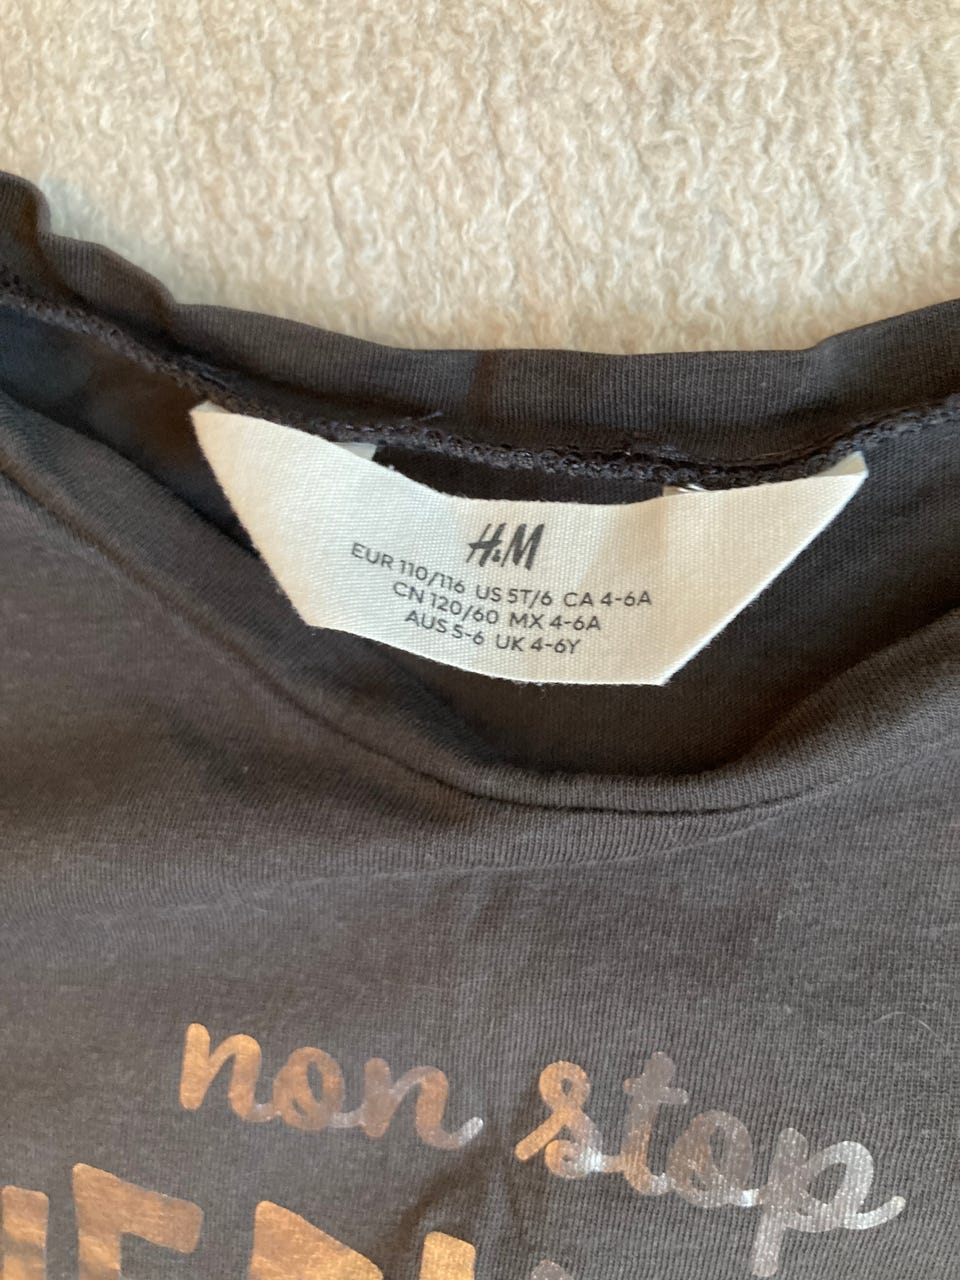 H&M
EUR 110/116 US 5T/6 CA 4-6A
CN 120/60 MX 4-6A
AUS 5-6 UK 4-6Y
non stop